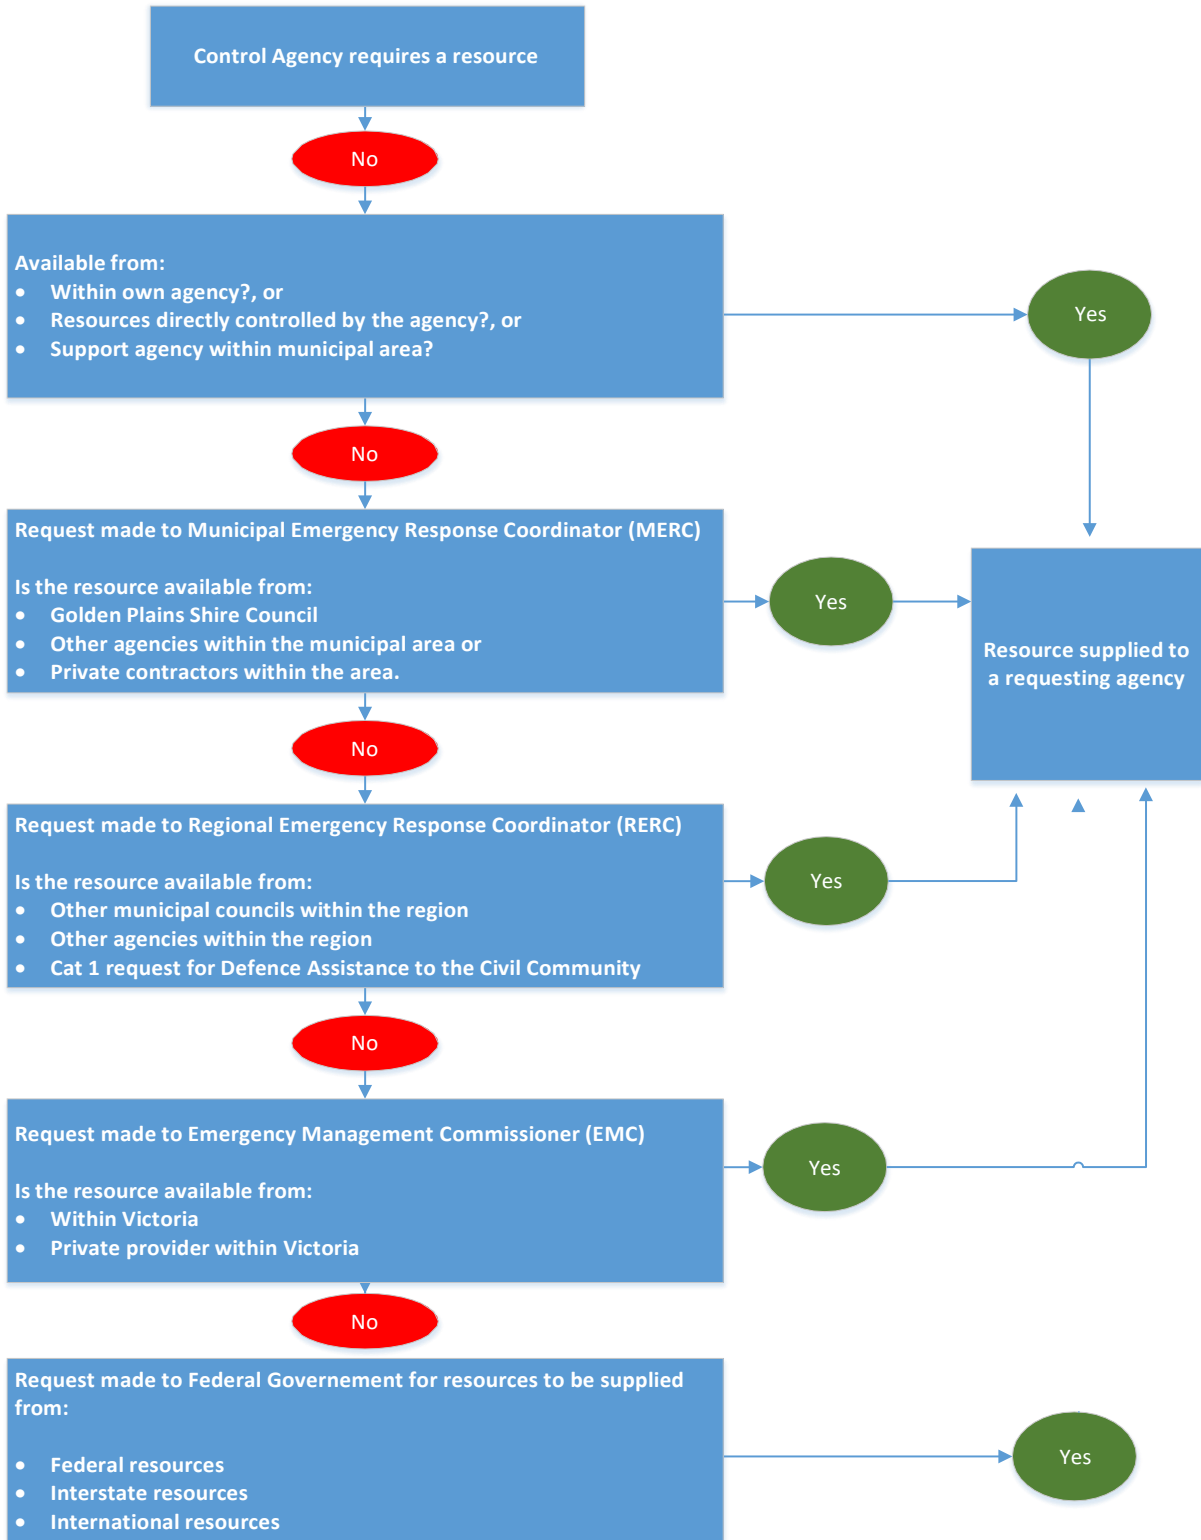 Control Agency requires a resource
No
Available from:
• Within own agency?, or
• Resources directly controlled by the agency?, or
• Support agency within municipal area?
Yes
No
Request made to Municipal Emergency Response Coordinator (MERC)
Is the resource available from:
• Golden Plains Shire Council
• Other agencies within the municipal area or
• Private contractors within the area.
Yes
Resource supplied to
a requesting agency
No
Request made to Regional Emergency Response Coordinator (RERC)
Is the resource available from:
• Other municipal councils within the region
• Other agencies within the region
• Cat 1 request for Defence Assistance to the Civil Community
Yes
No
Request made to Emergency Management Commissioner (EMC)
Is the resource available from:
• Within Victoria
• Private provider within Victoria
Yes
No
Request made to Federal Governement for resources to be supplied
from:
• Federal resources
• Interstate resources
• International resources
Yes